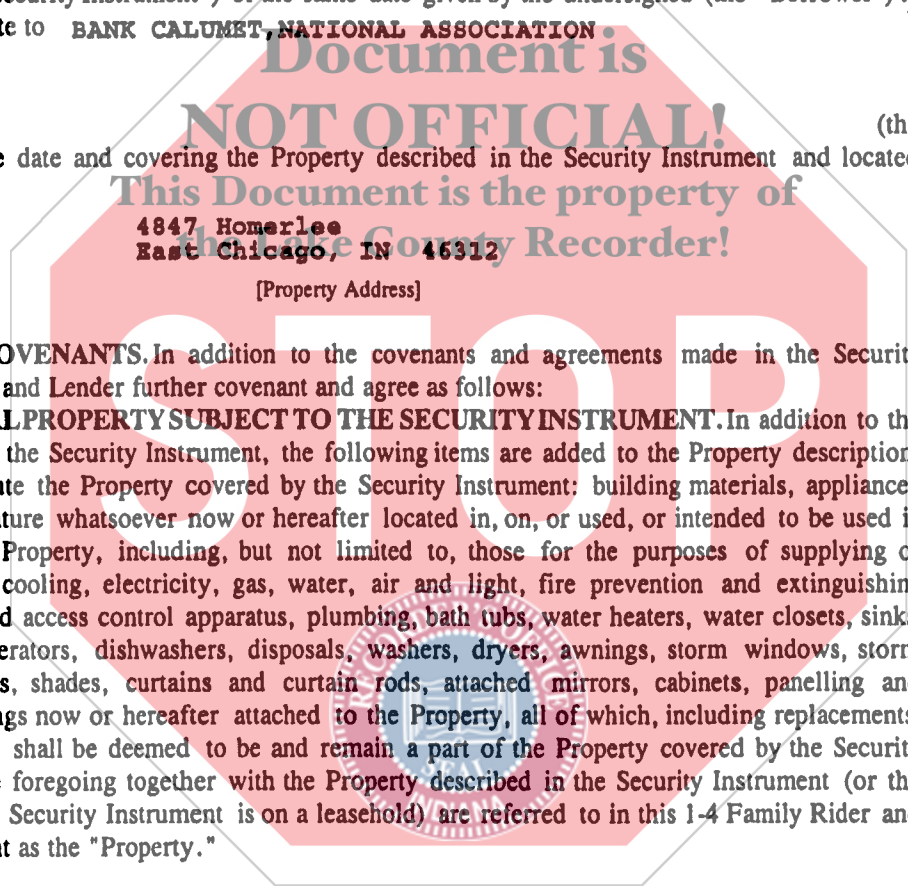 ecurity Instrument") of the same date given by the undersigned (the "Borrower") t
te to BANK CALUMET,NATIONAL ASSOCIATION
Document is
NOT OFFICIAL!
(th
e date and covering the Property described in the Security Instrument and located
This Document is the property of
4847 Homerlee
the Lake County Recorder!
East Chicago, IN 46312
[Property Address]
STOP
OVENANTS. In addition to the covenants and agreements made in the Securit
and Lender further covenant and agree as follows:
L PROPERTY SUBJECT TO THE SECURITY INSTRUMENT. In addition to th
the Security Instrument, the following items are added to the Property description
te the Property covered by the Security Instrument: building materials, appliance
ture whatsoever now or hereafter located in, on, or used, or intended to be used i
Property, including, but not limited to, those for the purposes of supplying o
cooling, electricity, gas, water, air and light, fire prevention and extinguishin
d access control apparatus, plumbing, bath tubs, water heaters, water closets, sink
erators, dishwashers, disposals, washers, dryers, awnings, storm windows, storm
s, shades, curtains and curtain rods, attached mirrors, cabinets, panelling an
ngs now or hereafter attached to the Property, all of which, including replacements
shall be deemed to be and remain a part of the Property covered by the Securit
foregoing together with the Property described in the Security Instrument (or th
Security Instrument is on a leasehold) are referred to in this 1-4 Family Rider an
t as the "Property."
RECORDER'S OFFICE
SEAL
INDIANA